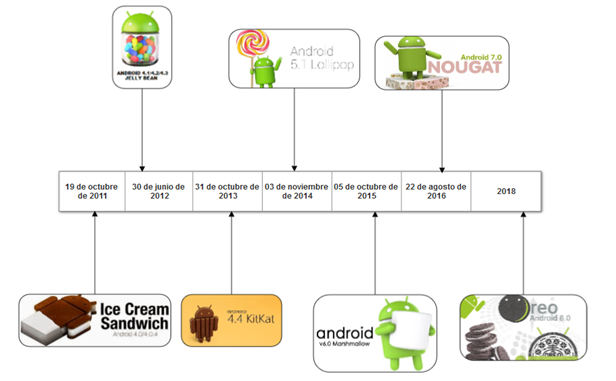 ANDROID 4.1/4.2/4.3
JELLY BEAN
Android
5.1 Lollipop
Android 7.0
NOUGAT
19 de octubre
de 2011
30 de junio de
2012
31 de octubre de
2013
03 de noviembre
de 2014
05 de octubre de
2015
22 de agosto de
2016
2018
Ice Cream
Sandwich
Android 4.0/4.0.4
ANDROID
4.4 KitKat
android
v6.0 Marshmallow
reo
Android 8.0